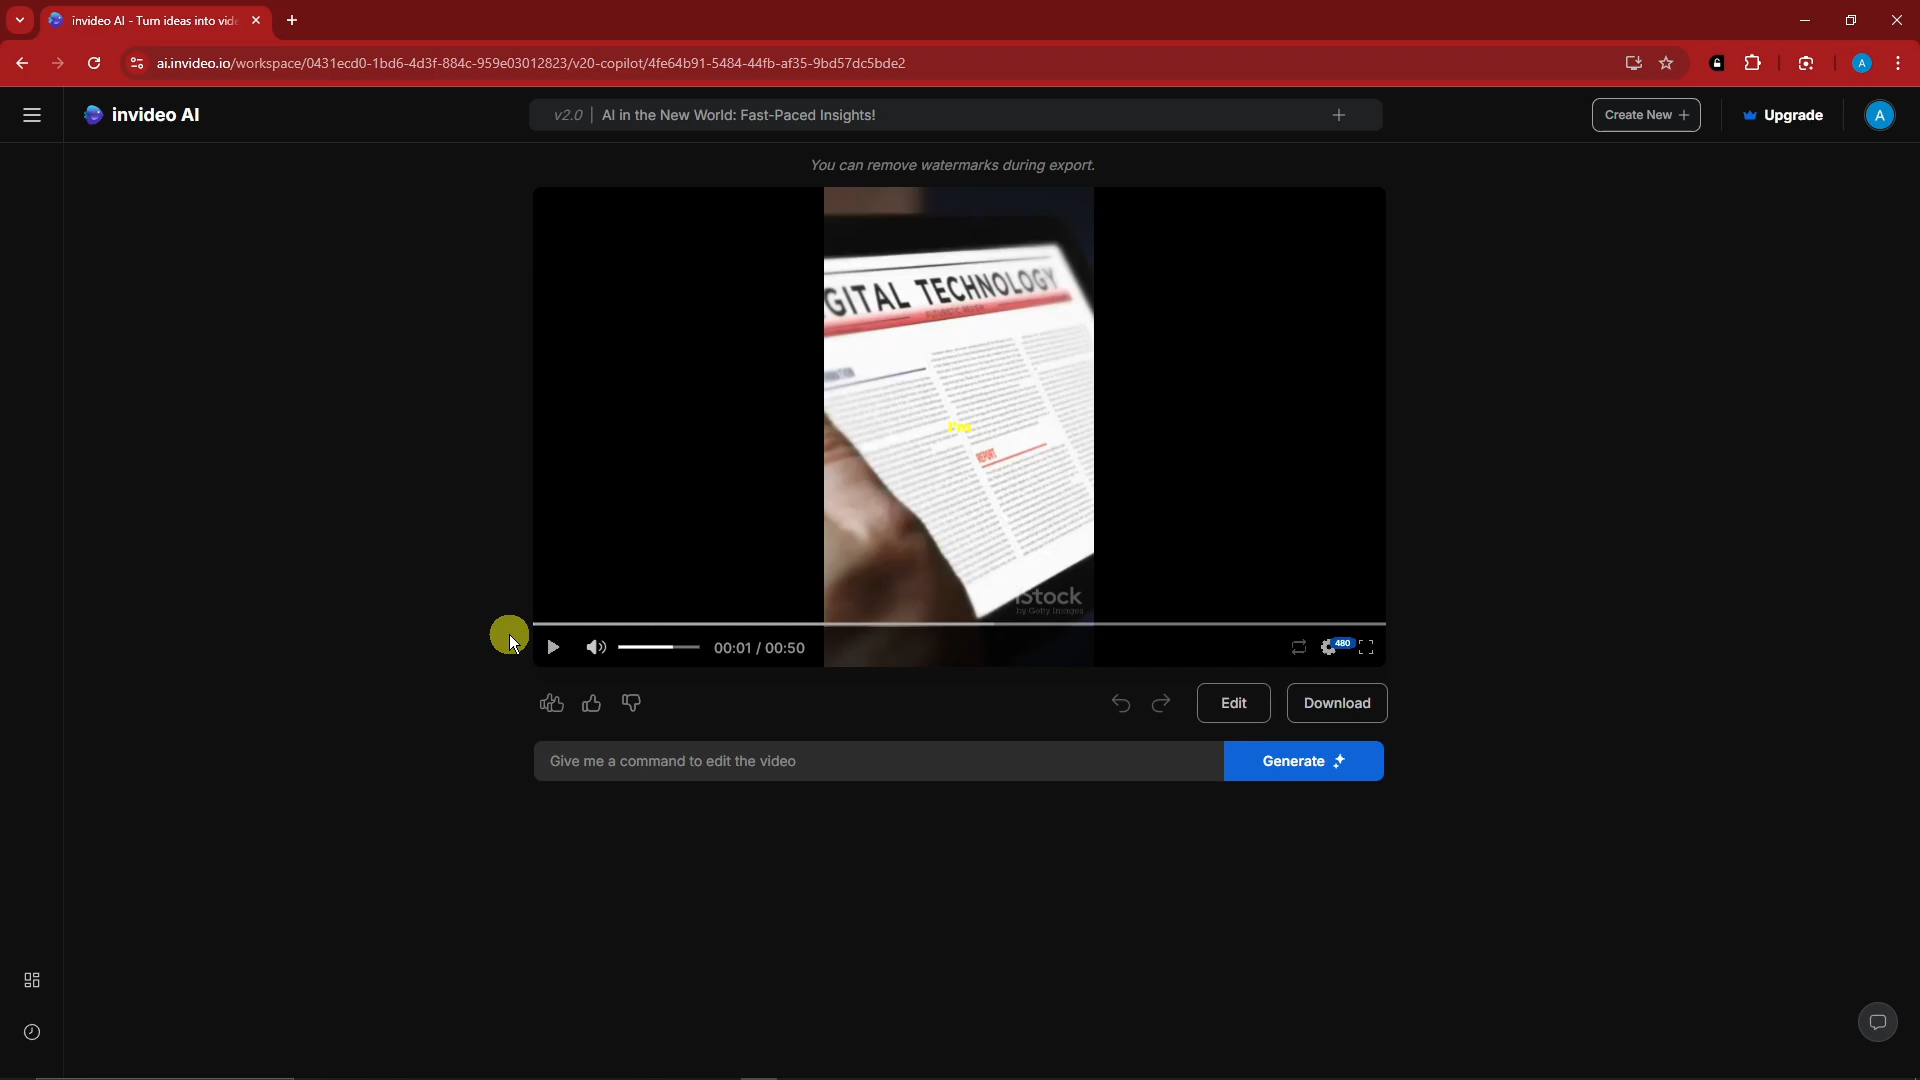 invideo AI - Turn ideas into vide
ai.invideo.io/workspace/0431ecd0-1bd6-4d3f-884c-959e03012823/v20-copilot/4fe64b91-5484-44fb-af35-9bd57dc5bde2
A
invideo AI
v2.0 | AI in the New World: Fast-Paced Insights!
Create New
Upgrade
A
You can remove watermarks during export.
GITAL TECHNOLOGY
I'm
REPORT
iStock
by Getty Images
00:01 / 00:50
480
Edit
Download
Give me a command to edit the video
Generate